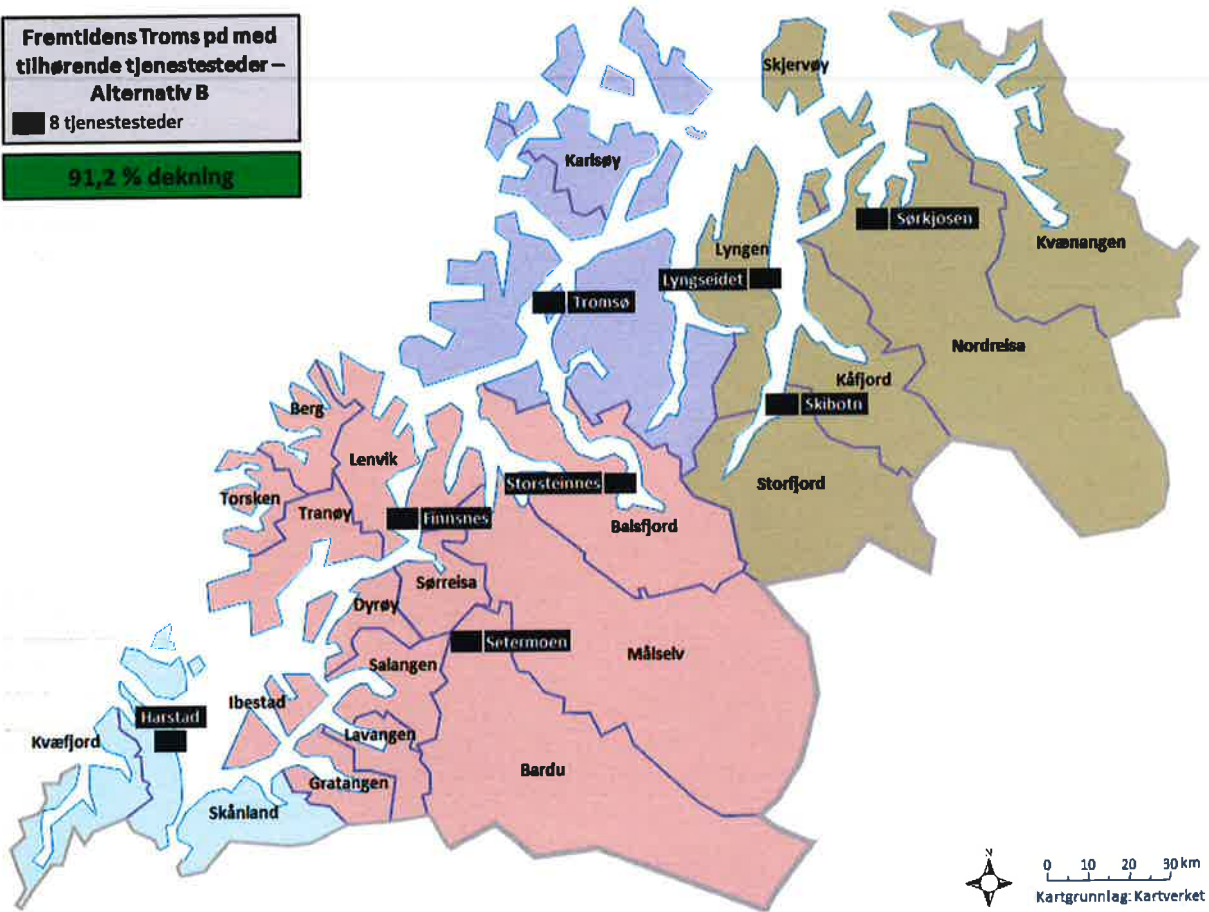 Fremtidens Troms pd med
tilhørende tjenestesteder –
Alternativ B
8 tjenestesteder
91,2 % dekning
Skjervøy
Karlsøy
Sørkjosen
Kvænangen
Lyngen
Lyngseidet
Tromsø
Nordreisa
Kåfjord
Skibotn
Berg
Lenvik
Storfjord
Storsteinnes
Torsken
Tranøy
Finnsnes
Balsfjord
Sørreisa
Dyrøy
Setermoen
Målselv
Salangen
Ibestad
Harstad
Kvæfjord
Lavangen
Bardu
Gratangen
Skånland
N
0 10 20 30 km
Kartgrunnlag: Kartverket